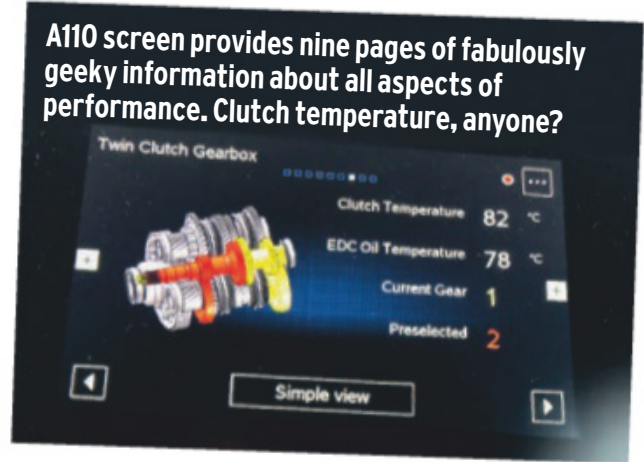 A110 screen provides nine pages of fabulously
geeky information about all aspects of
performance. Clutch temperature, anyone?
Twin Clutch Gearbox
Clutch Temperature 82 °C
EDC Oil Temperature 78 °C
Current Gear 1
Preselected 2
Simple view